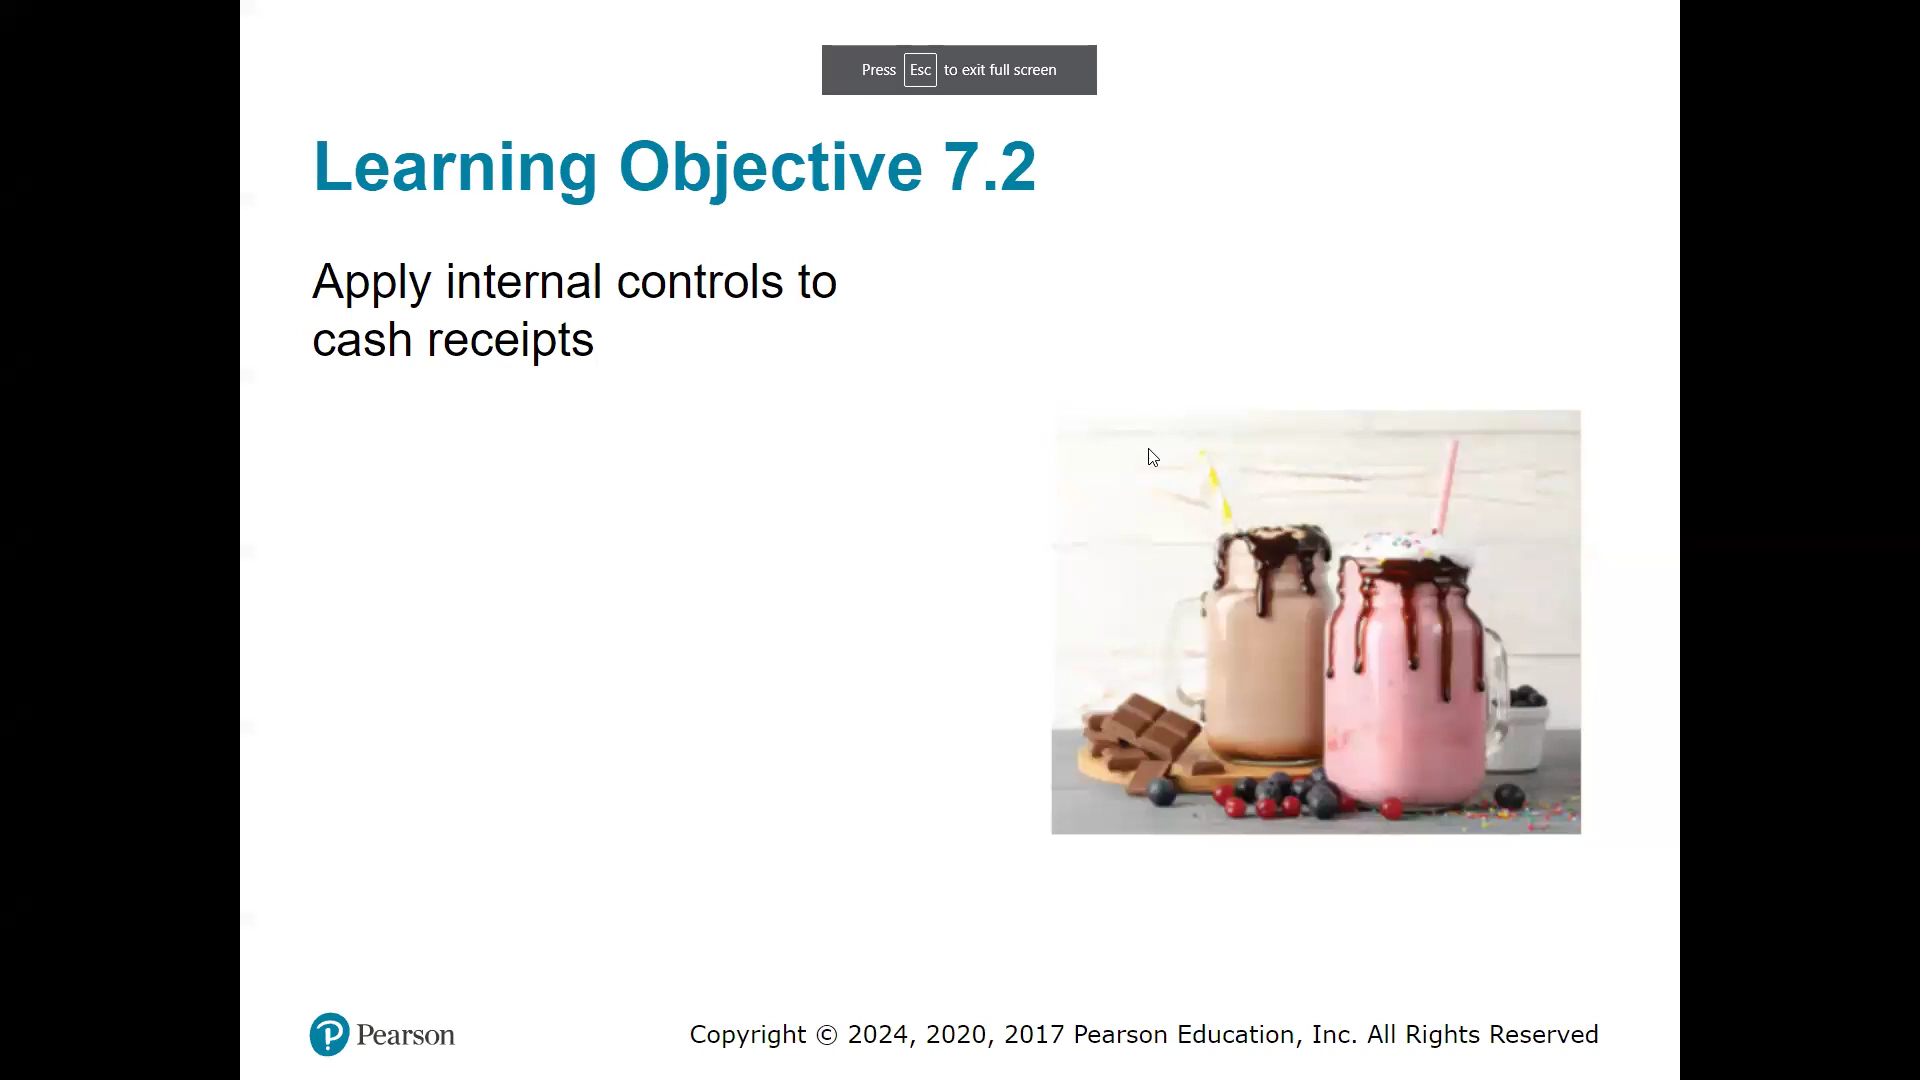 Press Esc to exit full screen
Learning Objective 7.2
Apply internal controls to
cash receipts
Pearson
Copyright © 2024, 2020, 2017 Pearson Education, Inc. All Rights Reserved